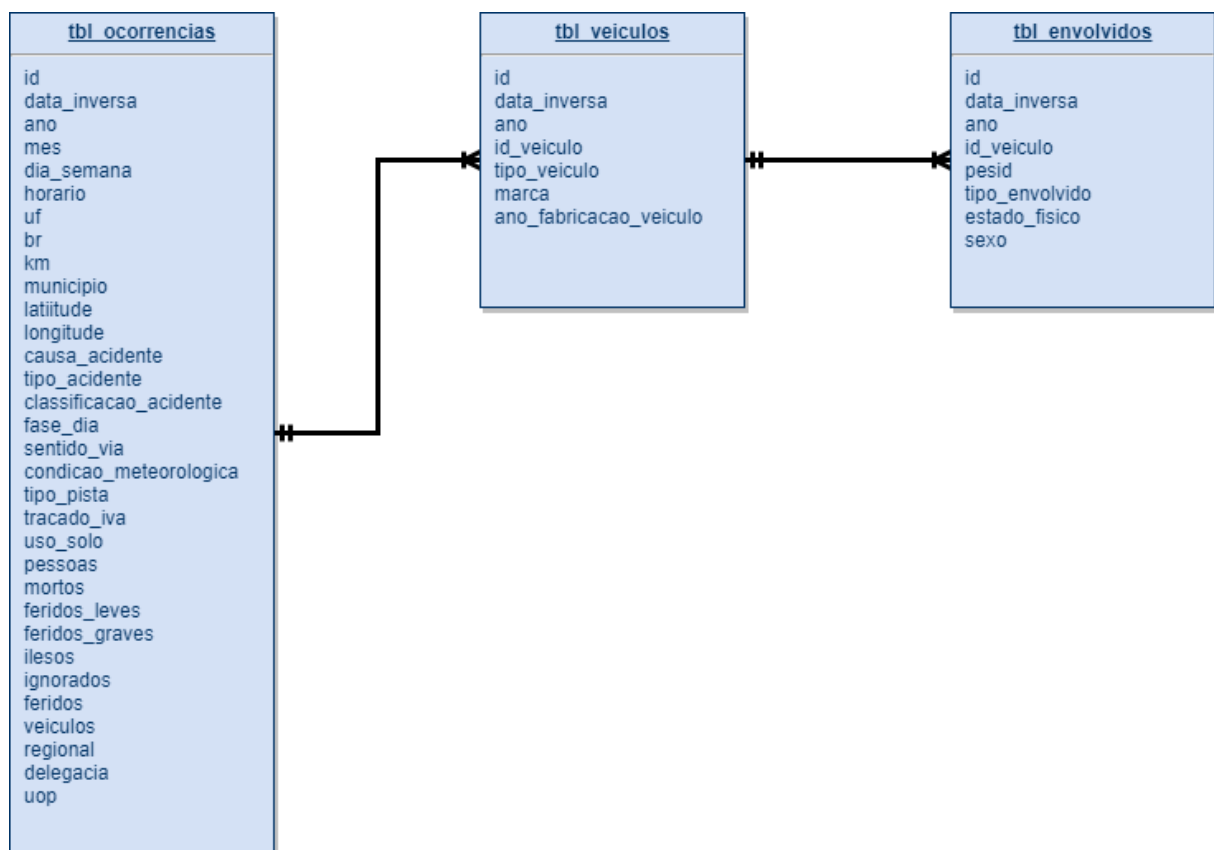 tbl_ocorrencias
id
data_inversa
ano
mes
dia_semana
horario
uf
br
km
municipio
latiitude
longitude
causa_acidente
tipo_acidente
classificacao_acidente
fase_dia
sentido_via
condicao_meteorologica
tipo_pista
tracado_iva
uso_solo
pessoas
mortos
feridos_leves
feridos_graves
ilesos
ignorados
feridos
veiculos
regional
delegacia
uop
tbl_veiculos
id
data_inversa
ano
id_veiculo
tipo_veiculo
marca
ano_fabricacao_veiculo
tbl_envolvidos
id
data_inversa
ano
id_veiculo
pesid
tipo_envolvido
estado_fisico
sexo